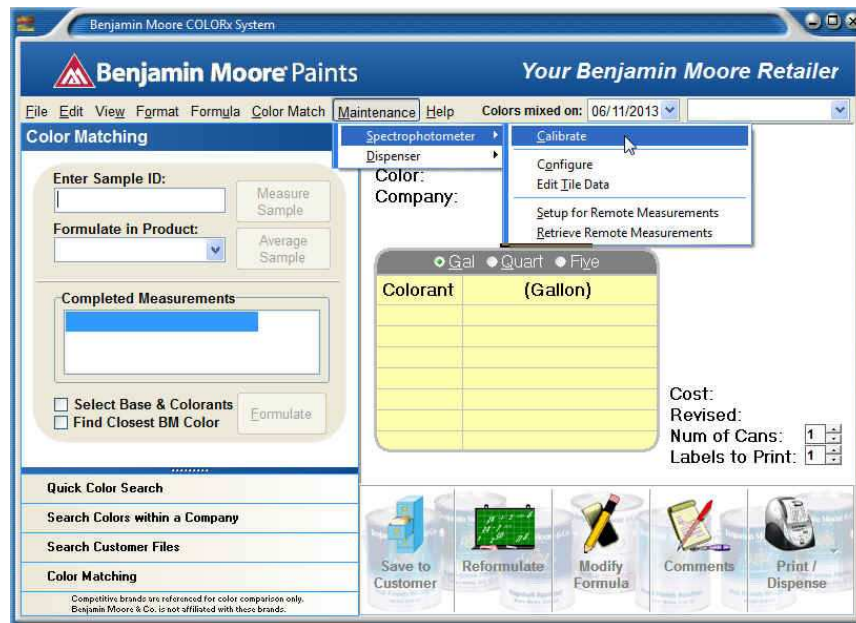 Benjamin Moore COLORx System
Benjamin Moore Paints
Your Benjamin Moore Retailer
File Edit View Format Formula Color Match Maintenance Help Colors mixed on: 06/11/2013
Color Matching
Spectrophotometer
Dispenser
Calibrate
Configure
Edit Tile Data
Setup for Remote Measurements
Retrieve Remote Measurements
Enter Sample ID:
Measure
Sample
Formulate in Product:
Average
Sample
Completed Measurements
Select Base & Colorants
Find Closest BM Color
Formulate
Color:
Company:
Gal Quart Five
Colorant (Gallon)
Cost:
Revised:
Num of Cans: 1
Labels to Print: 1
Quick Color Search
Search Colors within a Company
Search Customer Files
Color Matching
Competitive brands are referenced for color comparison only.
Benjamin Moore & Co. is not affiliated with these brands.
Save to
Customer
Reformulate
Modify
Formula
Comments
Print /
Dispense